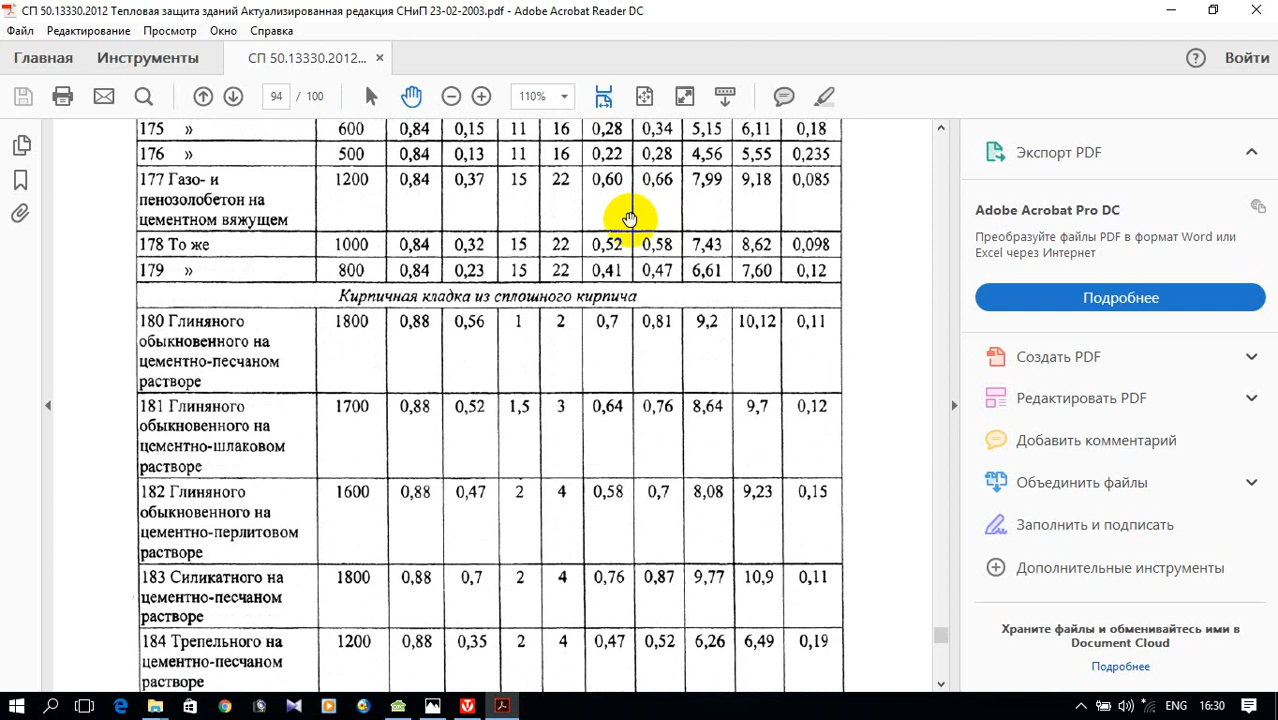 СП 50.13330.2012 Тепловая защита зданий Актуализированная редакция СНиП 23-02-2003.pdf - Adobe Acrobat Reader DC
Файл Редактирование Просмотр Окно Справка
Главная Инструменты СП 50.13330.2012... × Войти
94 / 100 110%
175 » 600 0,84 0,15 11 16 0,28 0,34 5,15 6,11 0,18
176 » 500 0,84 0,13 11 16 0,22 0,28 4,56 5,55 0,235
177 Газо- и 1200 0,84 0,37 15 22 0,60 0,66 7,99 9,18 0,085
пенозолобетон на
цементном вяжущем
178 То же 1000 0,84 0,32 15 22 0,52 0,58 7,43 8,62 0,098
179 » 800 0,84 0,23 15 22 0,41 0,47 6,61 7,60 0,12
Кирпичная кладка из сплошного кирпича
180 Глиняного 1800 0,88 0,56 1 2 0,7 0,81 9,2 10,12 0,11
обыкновенного на
цементно-песчаном
растворе
181 Глиняного 1700 0,88 0,52 1,5 3 0,64 0,76 8,64 9,7 0,12
обыкновенного на
цементно-шлаковом
растворе
182 Глиняного 1600 0,88 0,47 2 4 0,58 0,7 8,08 9,23 0,15
обыкновенного на
цементно-перлитовом
растворе
183 Силикатного на 1800 0,88 0,7 2 4 0,76 0,87 9,77 10,9 0,11
цементно-песчаном
растворе
184 Трепельного на 1200 0,88 0,35 2 4 0,47 0,52 6,26 6,49 0,19
цементно-песчаном
растворе
Экспорт PDF
Adobe Acrobat Pro DC
Преобразуйте файлы PDF в формат Word или
Excel через Интернет
Подробнее
Создать PDF
Редактировать PDF
Добавить комментарий
Объединить файлы
Заполнить и подписать
Дополнительные инструменты
Храните файлы и обменивайтесь ими в
Document Cloud
Подробнее
ENG 16:30